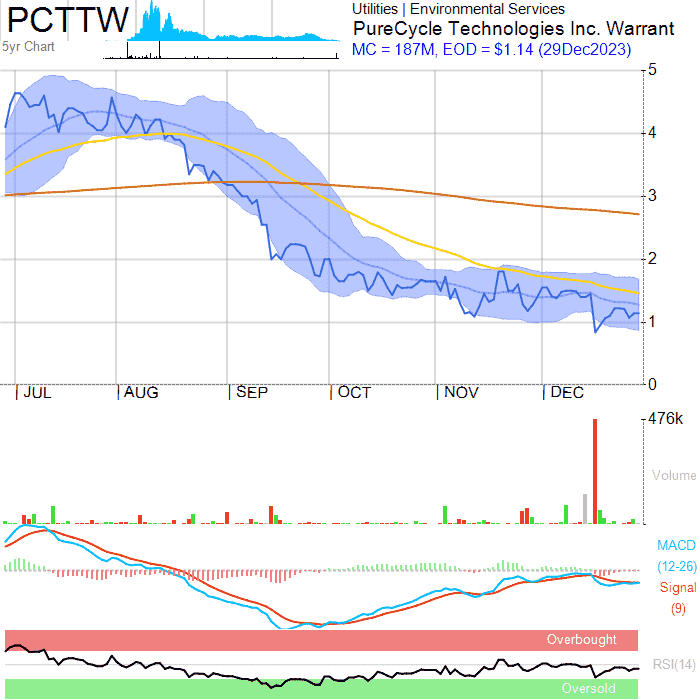 PCTTW
5yr Chart
Utilities | Environmental Services
PureCycle Technologies Inc. Warrant
MC = 187M, EOD = $1.14 (29Dec2023)
5
4
3
2
1
0
JUL
AUG
SEP
OCT
NOV
DEC
476k
Volume
MACD
(12-26)
Signal
(9)
Overbought
RSI(14)
Oversold